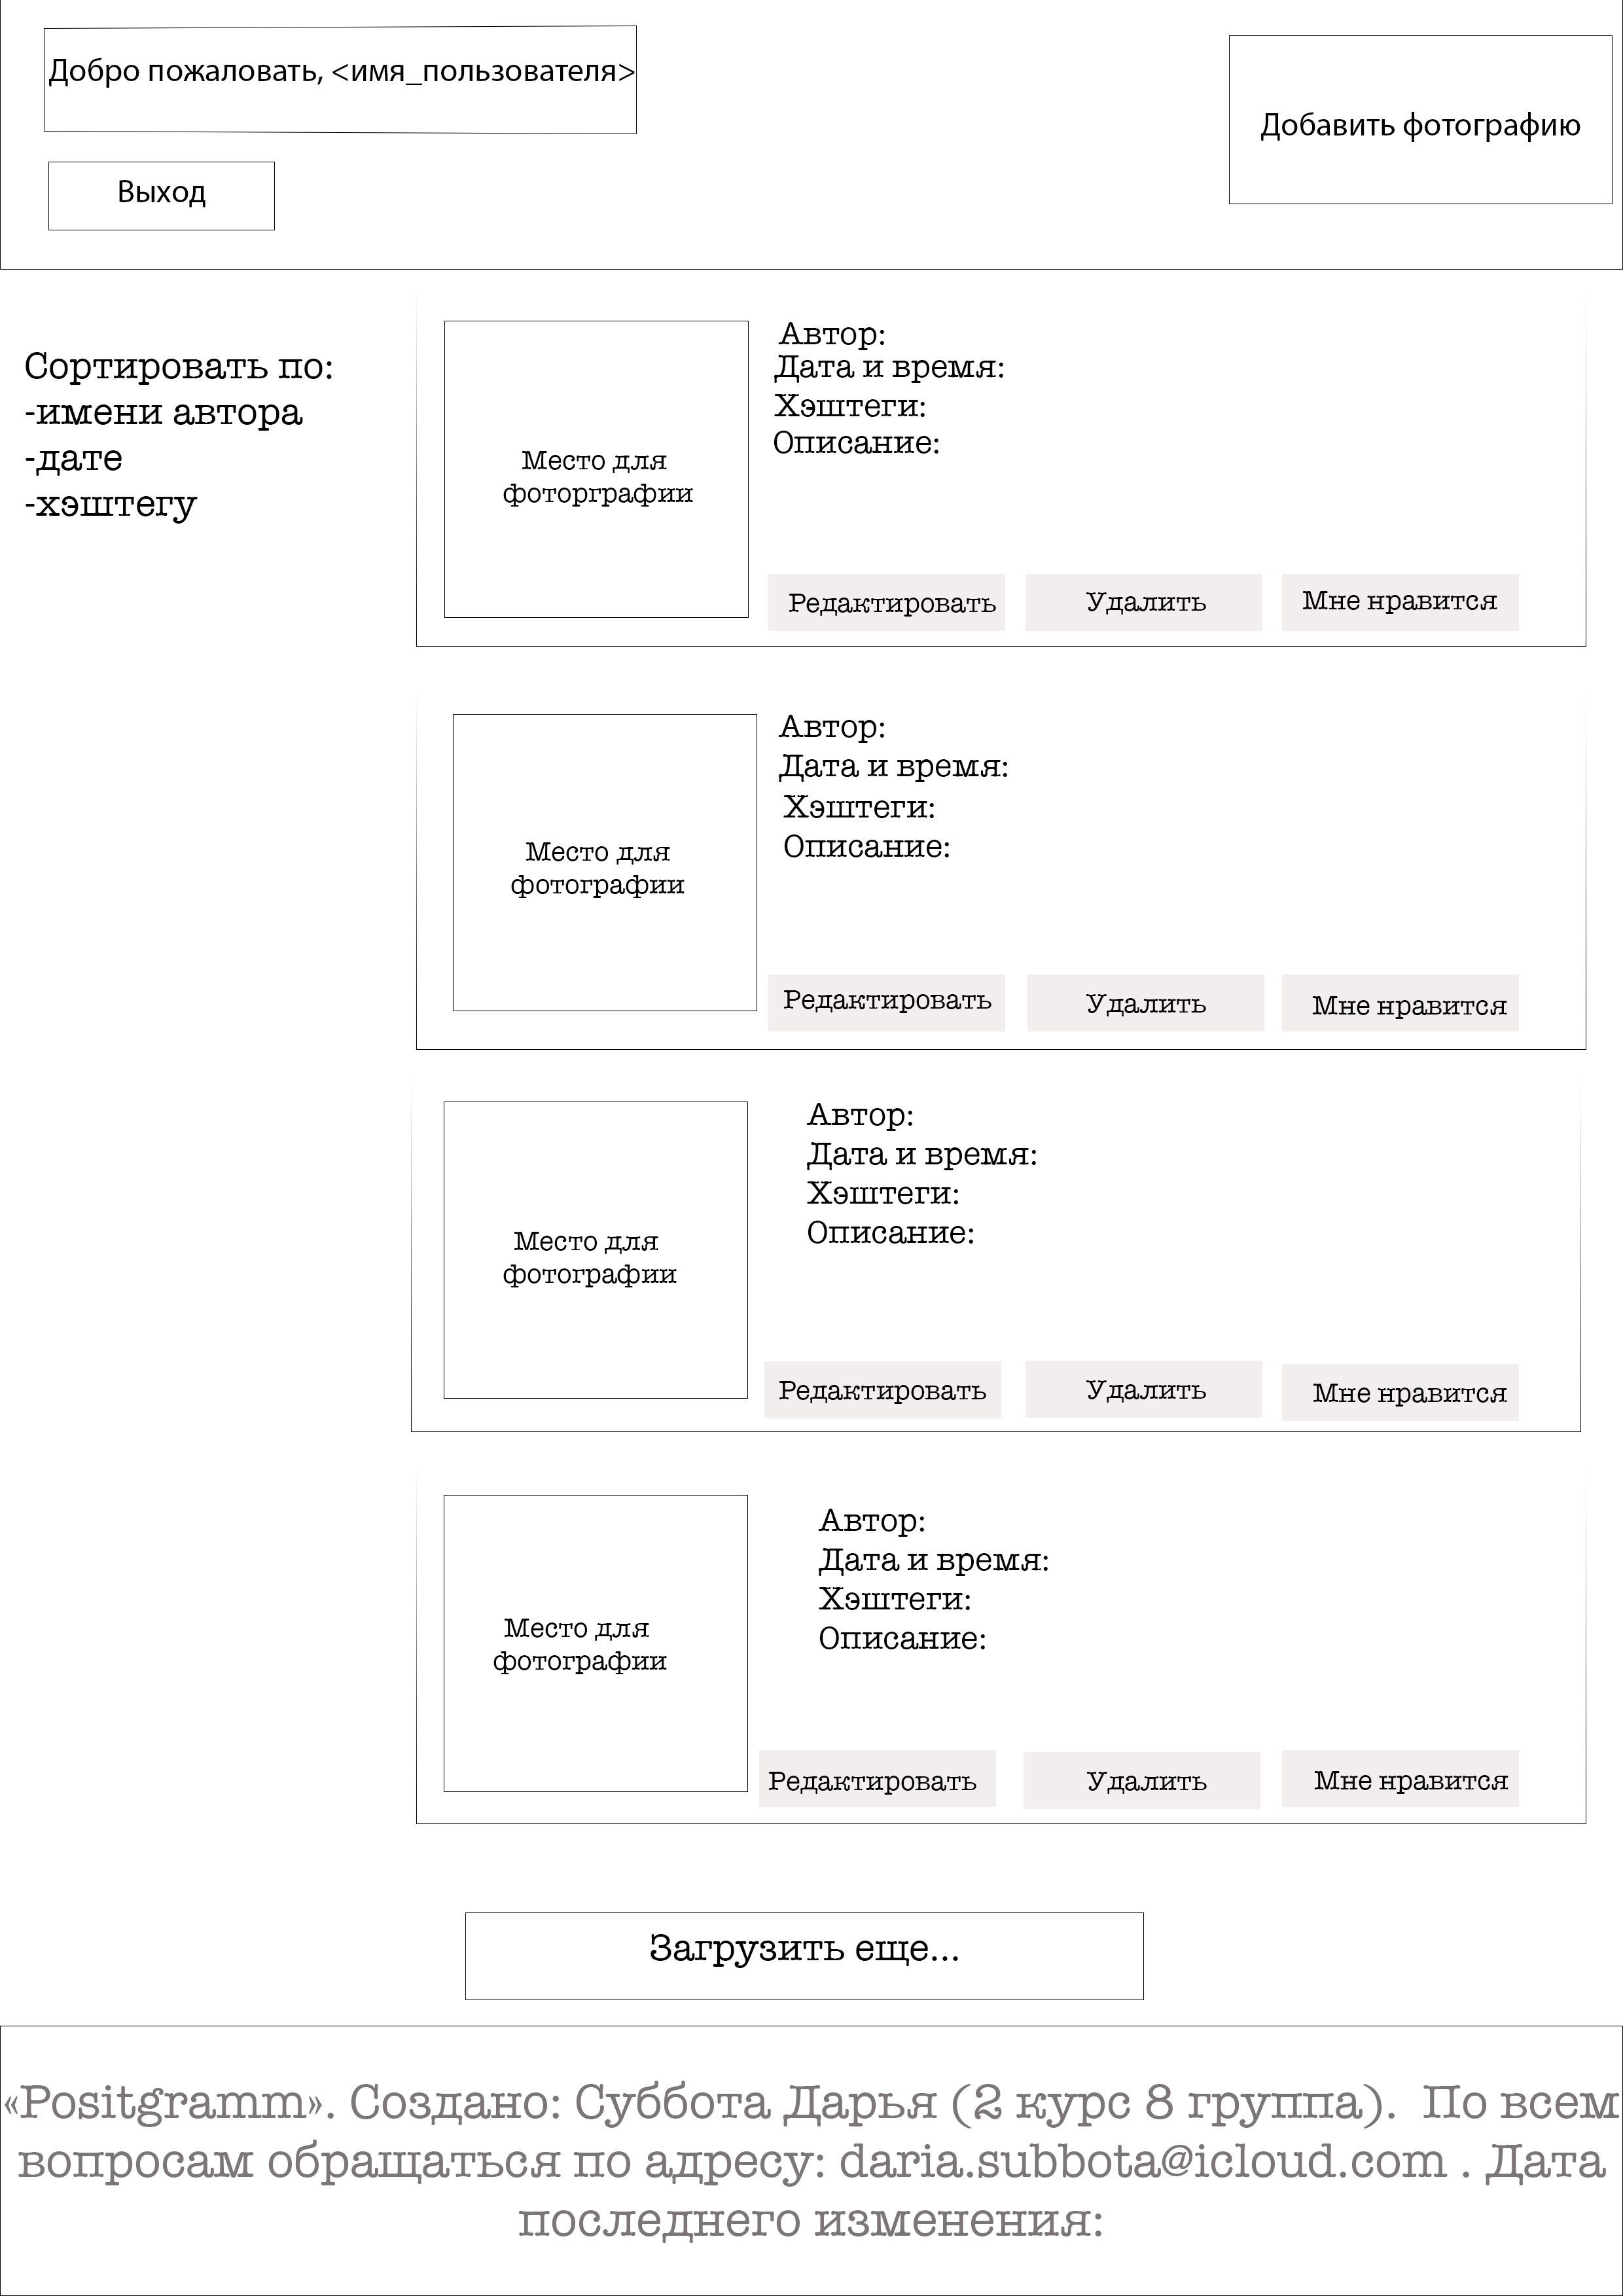 Добро пожаловать, <имя_пользователя>
Выход
Добавить фотографию
Сортировать по:
-имени автора
-дате
-хэштегу
Место для
фоторграфии
Автор:
Дата и время:
Хэштеги:
Описание:
Редактировать
Удалить
Мне нравится
Место для
фотографии
Автор:
Дата и время:
Хэштеги:
Описание:
Редактировать
Удалить
Мне нравится
Место для
фотографии
Автор:
Дата и время:
Хэштеги:
Описание:
Редактировать
Удалить
Мне нравится
Место для
фотографии
Автор:
Дата и время:
Хэштеги:
Описание:
Редактировать
Удалить
Мне нравится
Загрузить еще...
«Positgramm». Создано: Суббота Дарья (2 курс 8 группа). По всем
вопросам обращаться по адресу: daria.subbota@icloud.com . Дата
последнего изменения: